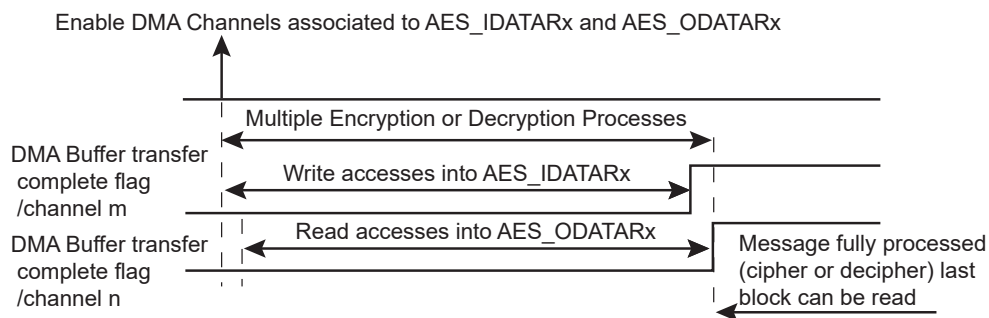 Enable DMA Channels associated to AES_IDATARx and AES_ODATARx
Multiple Encryption or Decryption Processes
DMA Buffer transfer
complete flag
/channel m
Write accesses into AES_IDATARx
DMA Buffer transfer
complete flag
/channel n
Read accesses into AES_ODATARx
Message fully processed
(cipher or decipher) last
block can be read